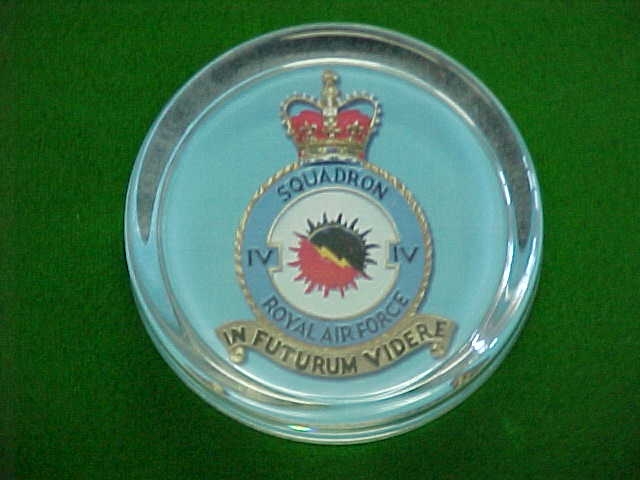 SQUADRON
IV IV
ROYAL AIR FORCE
IN FUTURUM VIDERE